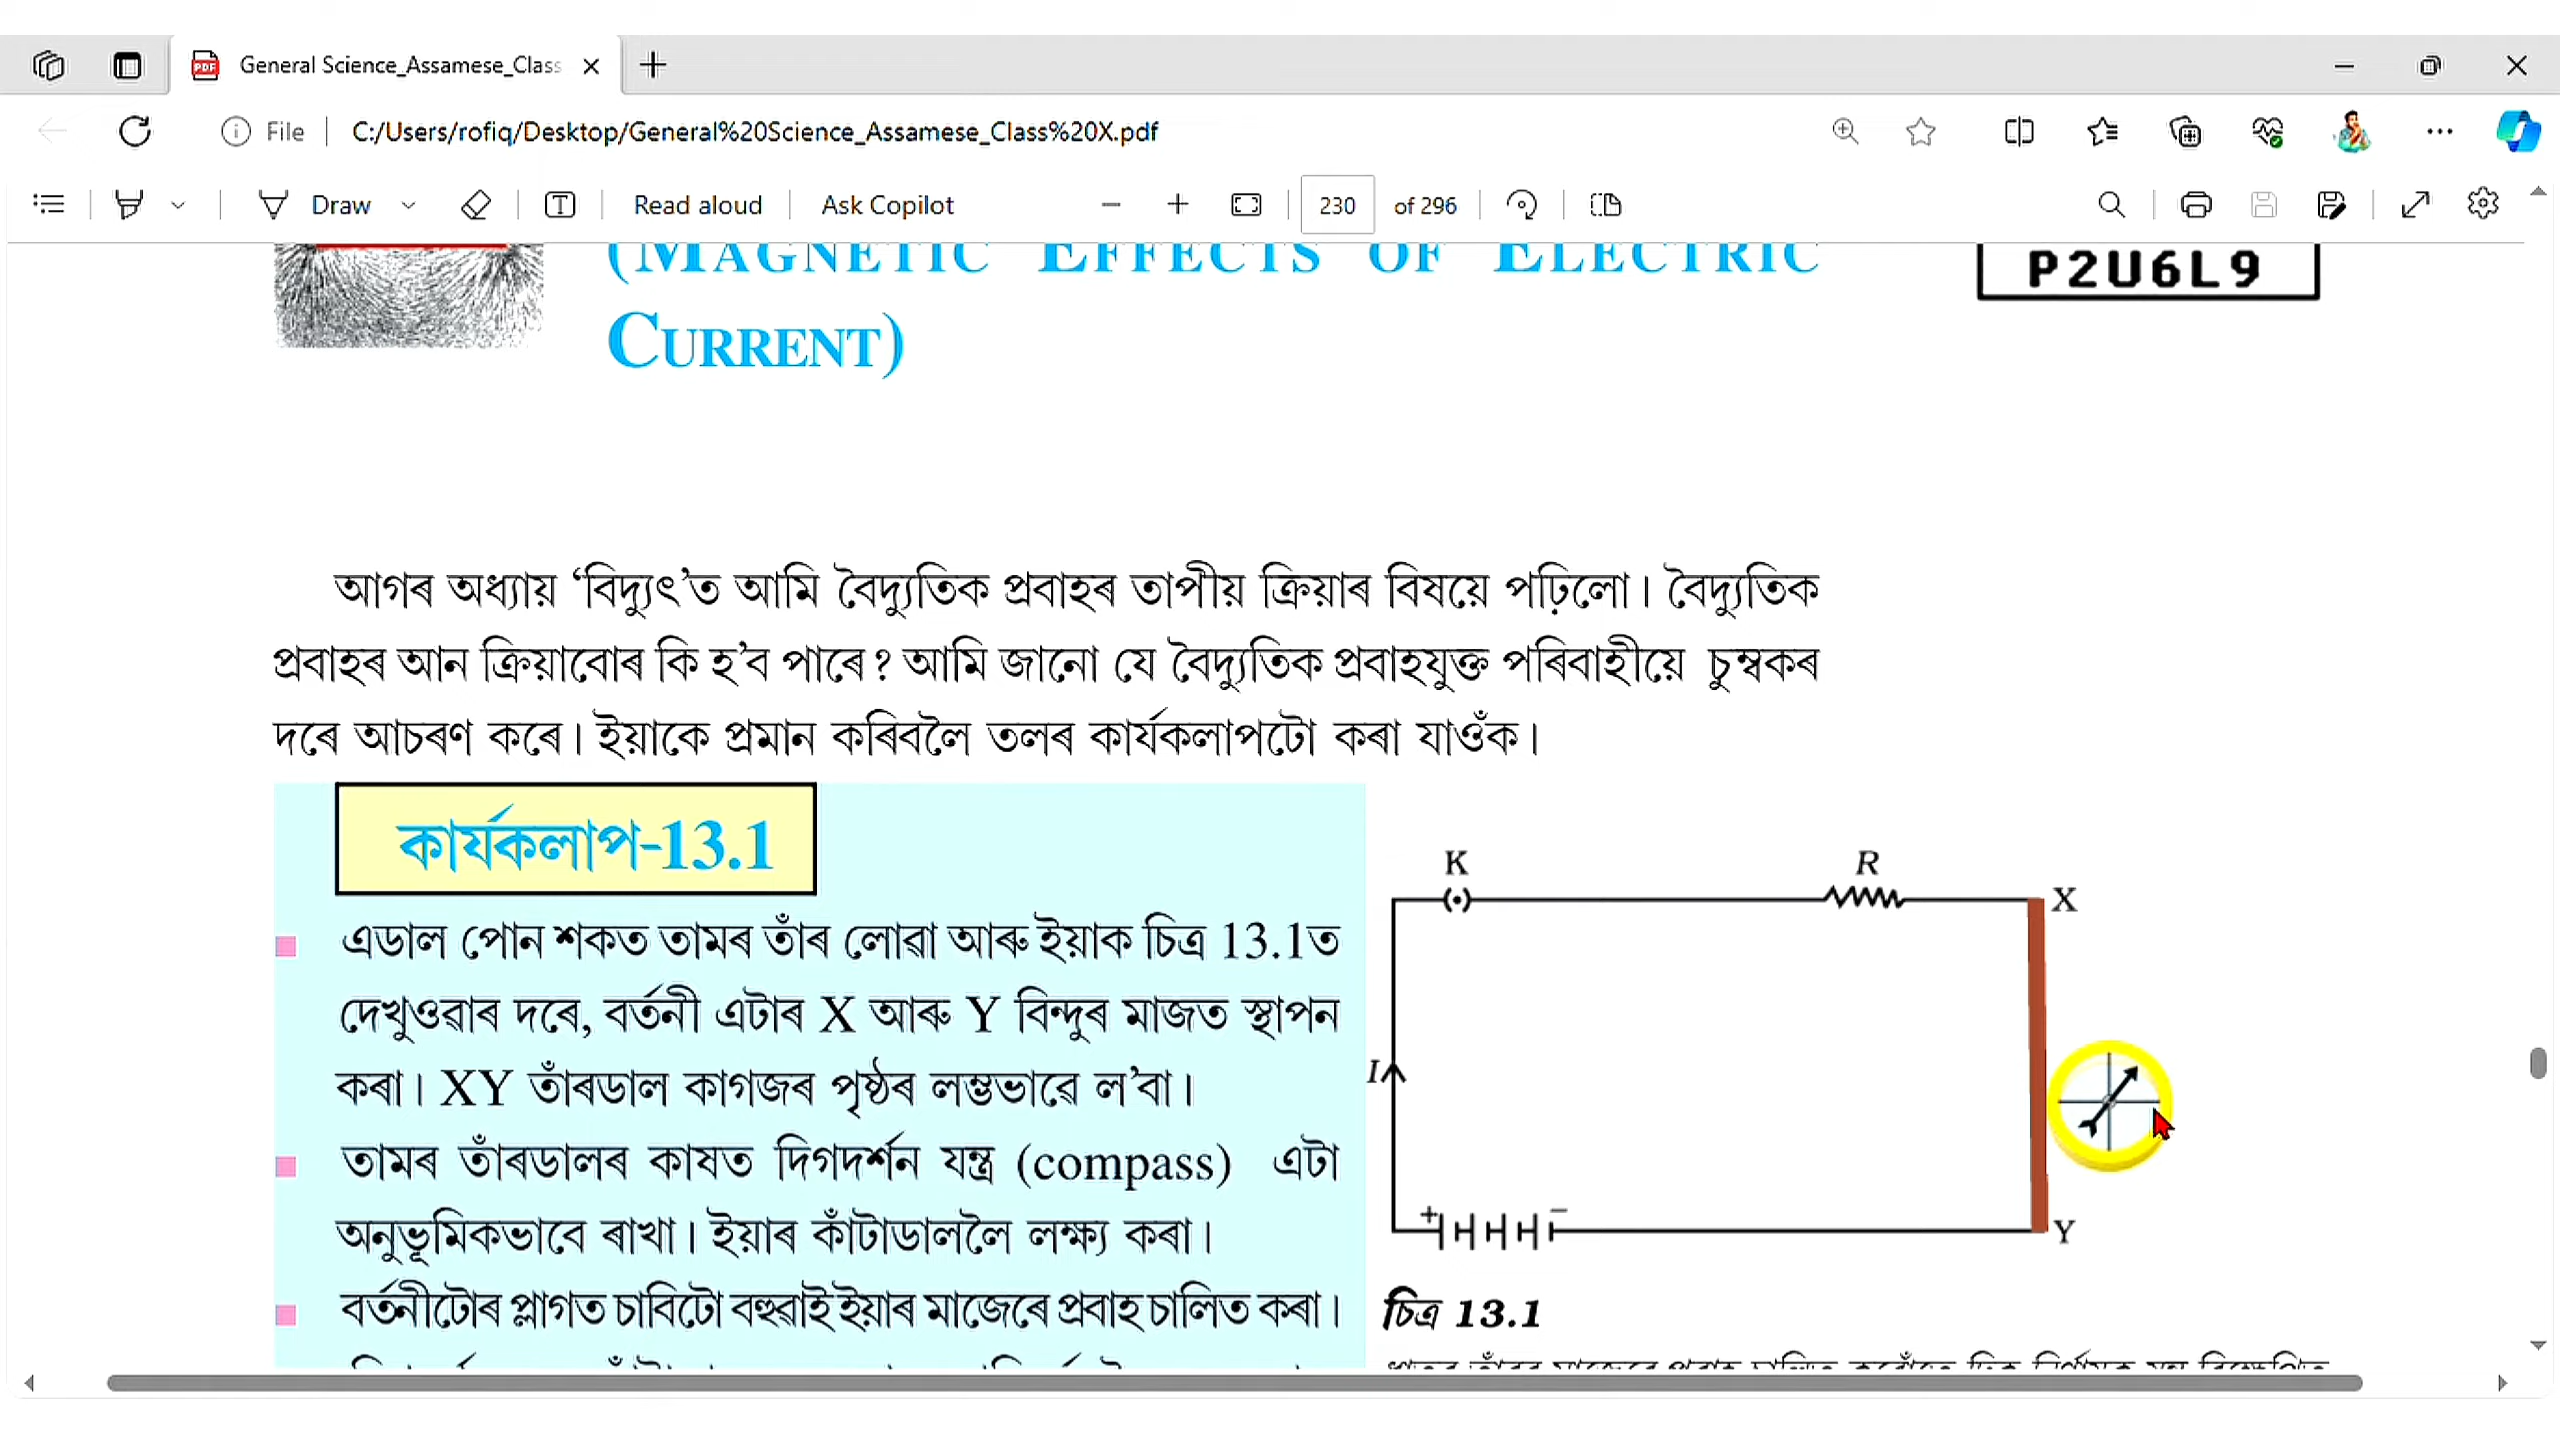 General Science_Assamese_Class
File
C:/Users/rofiq/Desktop/General%20Science_Assamese_Class%20X.pdf
Draw
Read aloud
Ask Copilot
230 of 296
(MAGNETIC EFFECTS OF ELECTRIC
CURRENT)
P2U6L9
আগৰ অধ্যায় ‘বিদ্যুৎ’ত আমি বৈদ্যুতিক প্ৰবাহৰ তাপীয় ক্ৰিয়াৰ বিষয়ে পঢ়িলো। বৈদ্যুতিক
প্ৰবাহৰ আন ক্ৰিয়াবোৰ কি হ’ব পাৰে? আমি জানো যে বৈদ্যুতিক প্ৰবাহযুক্ত পৰিবাহীয়ে চুম্বকৰ
দৰে আচৰণ কৰে। ইয়াকে প্ৰমান কৰিবলৈ তলৰ কাৰ্যকলাপটো কৰা যাওঁক।
কাৰ্যকলাপ-13.1
এডাল পোন শকত তামৰ তাঁৰ লোৱা আৰু ইয়াক চিত্ৰ 13.1ত
দেখুওৱাৰ দৰে, বৰ্তনী এটাৰ X আৰু Y বিন্দুৰ মাজত স্থাপন
কৰা। XY তাঁৰডাল কাগজৰ পৃষ্ঠৰ লম্ভভাৱে ল’বা।
তামৰ তাঁৰডালৰ কাষত দিগদৰ্শন যন্ত্ৰ (compass) এটা
অনুভূমিকভাবে ৰাখা। ইয়াৰ কাঁটাডাললৈ লক্ষ্য কৰা।
বৰ্তনীটোৰ প্লাগত চাবিটো বহুৱাই ইয়াৰ মাজেৰে প্ৰবাহ চালিত কৰা।
K
R
X
I
+
−
Y
চিত্ৰ 13.1